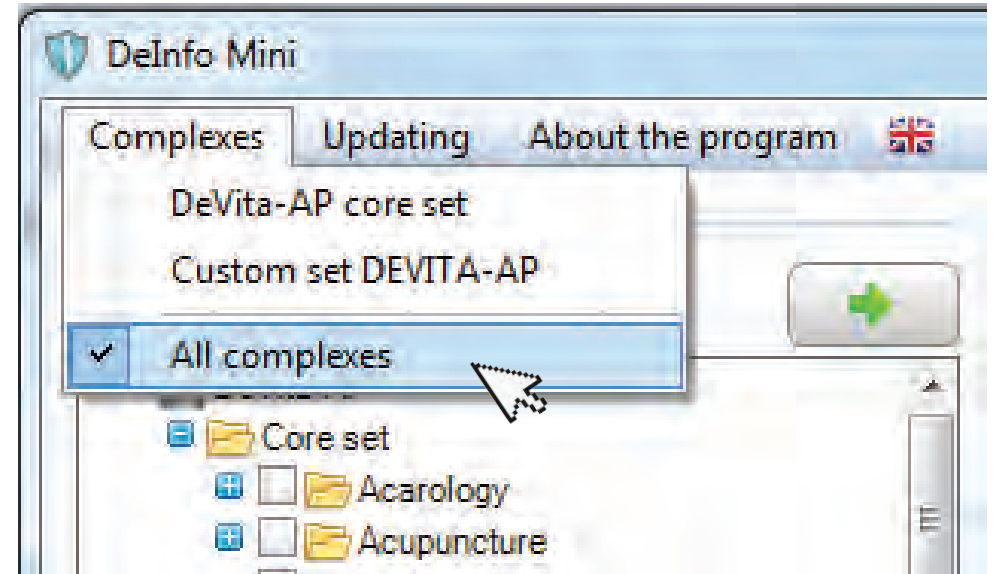 DeInfo Mini
Complexes Updating About the program
DeVita-AP core set
Custom set DEVITA-AP
All complexes
Core set
Acarology
Acupuncture